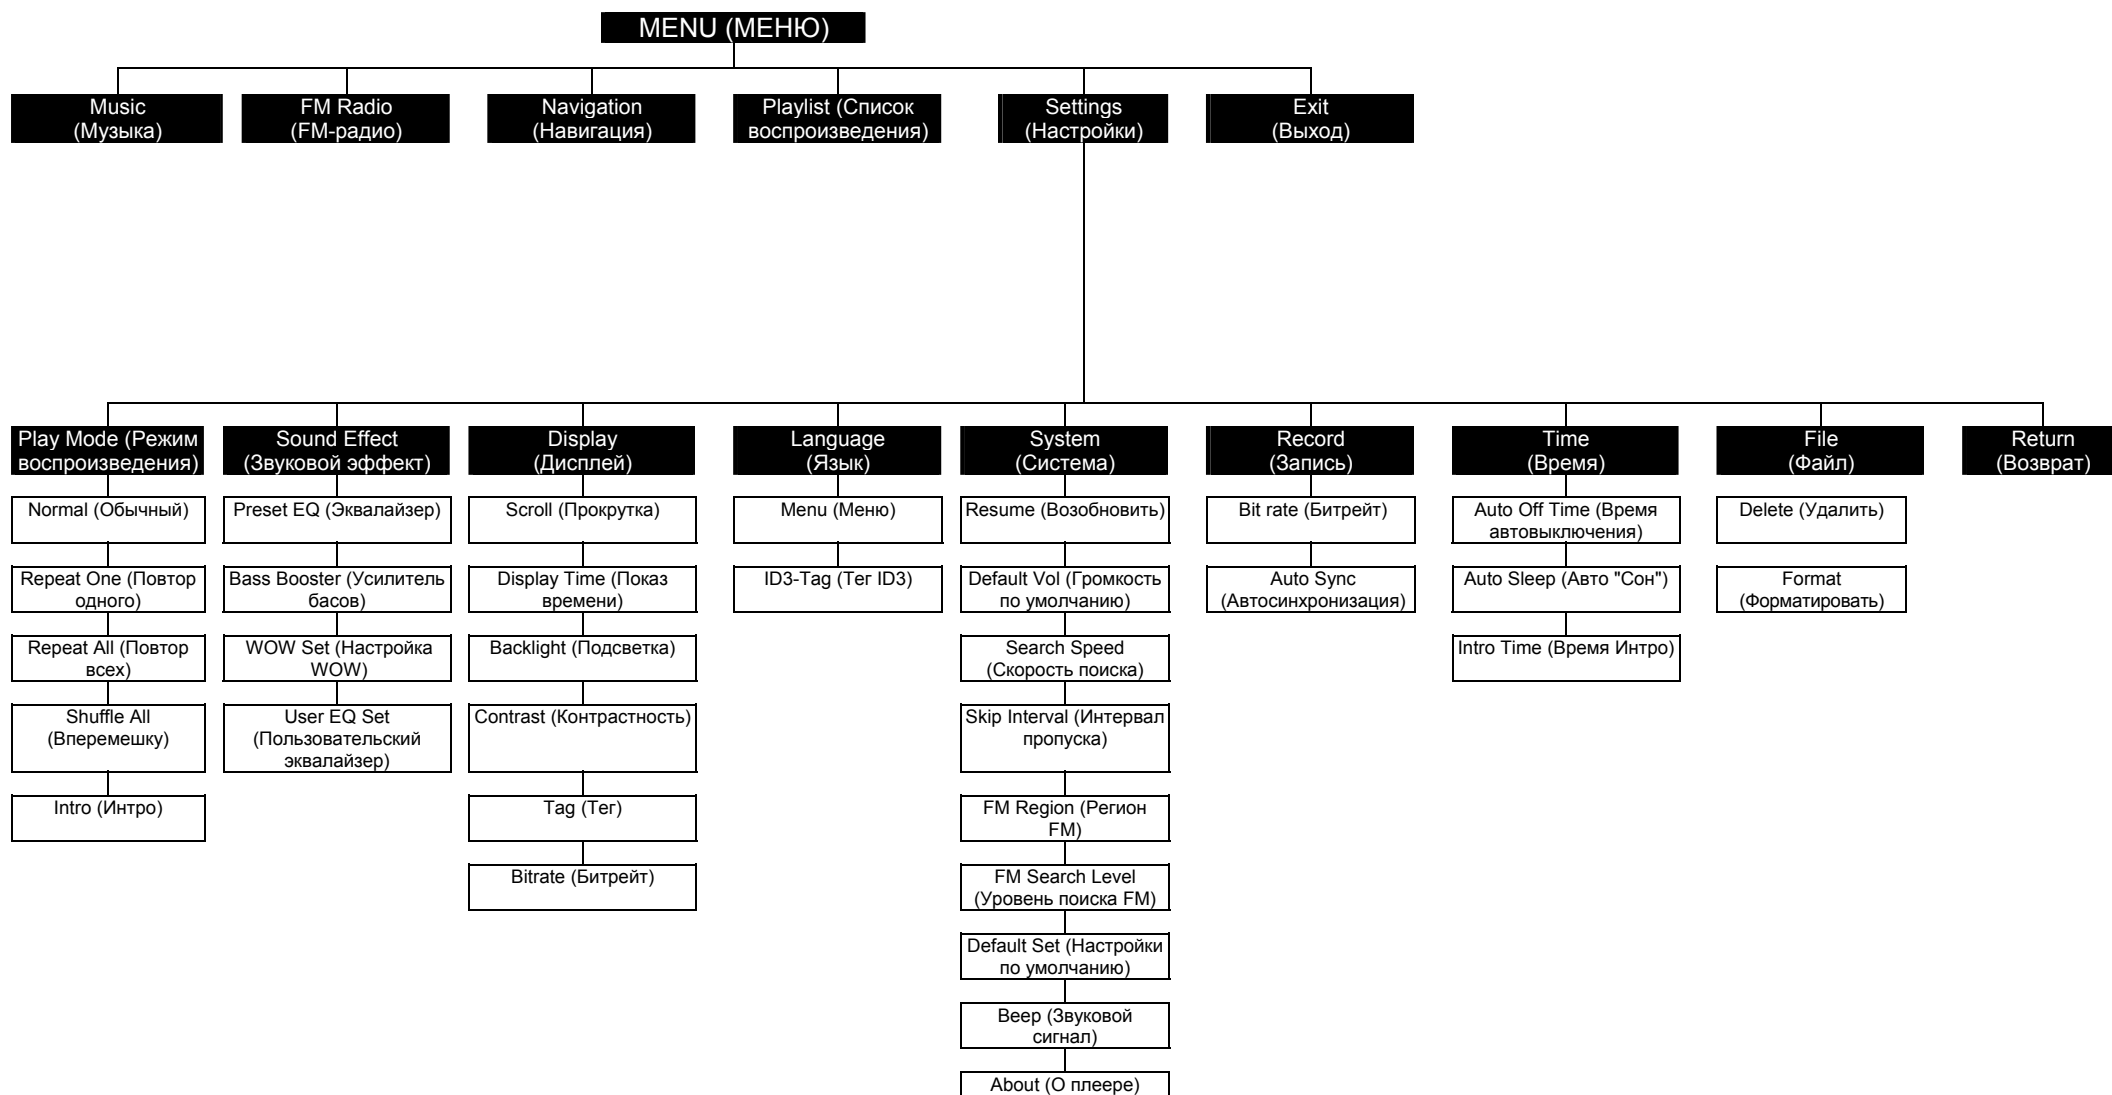 MENU (МЕНЮ)
Music
(Музыка)
FM Radio
(FM-радио)
Navigation
(Навигация)
Playlist (Список
воспроизведения)
Settings
(Настройки)
Exit
(Выход)
Play Mode (Режим
воспроизведения)
Sound Effect
(Звуковой эффект)
Display
(Дисплей)
Language
(Язык)
System
(Система)
Record
(Запись)
Time
(Время)
File
(Файл)
Return
(Возврат)
Normal (Обычный)
Repeat One (Повтор
одного)
Repeat All (Повтор
всех)
Shuffle All
(Вперемешку)
Intro (Интро)
Preset EQ (Эквалайзер)
Bass Booster (Усилитель
басов)
WOW Set (Настройка
WOW)
User EQ Set
(Пользовательский
эквалайзер)
Scroll (Прокрутка)
Display Time (Показ
времени)
Backlight (Подсветка)
Contrast (Контрастность)
Tag (Тег)
Bitrate (Битрейт)
Menu (Меню)
ID3-Tag (Тег ID3)
Resume (Возобновить)
Default Vol (Громкость
по умолчанию)
Search Speed
(Скорость поиска)
Skip Interval (Интервал
пропуска)
FM Region (Регион
FM)
FM Search Level
(Уровень поиска FM)
Default Set (Настройки
по умолчанию)
Beep (Звуковой
сигнал)
About (О плеере)
Bit rate (Битрейт)
Auto Sync
(Автосинхронизация)
Auto Off Time (Время
автовыключения)
Auto Sleep (Авто "Сон")
Intro Time (Время Интро)
Delete (Удалить)
Format
(Форматировать)